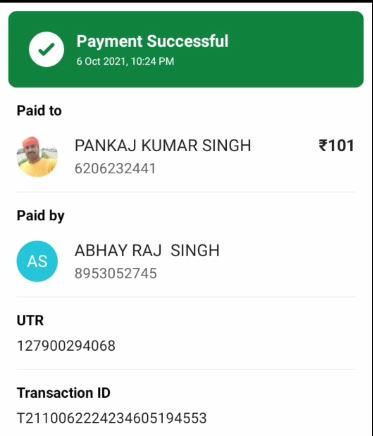 Payment Successful
6 Oct 2021, 10:24 PM
Paid to
PANKAJ KUMAR SINGH ₹101
6206232441
Paid by
AS ABHAY RAJ SINGH
8953052745
UTR
127900294068
Transaction ID
T2110062224234605194553